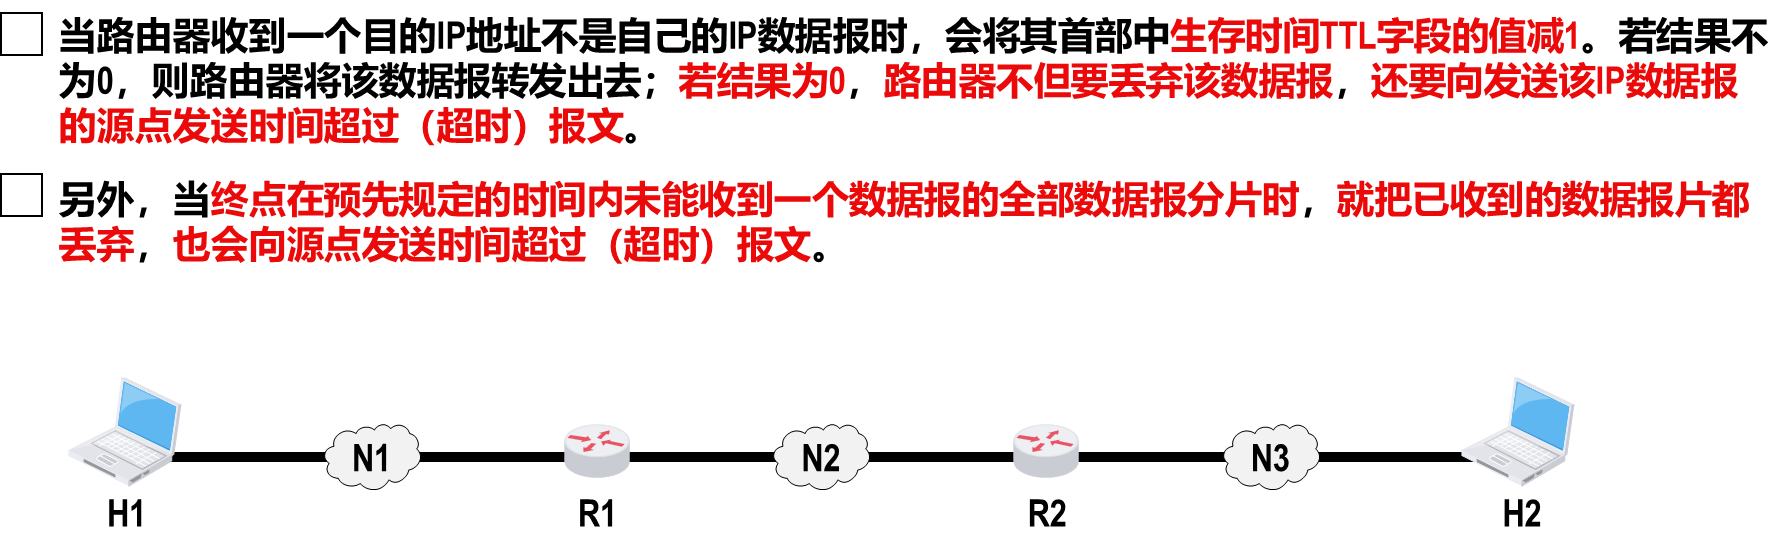 当路由器收到一个目的IP地址不是自己的IP数据报时，会将其首部中生存时间TTL字段的值减1。若结果不
为0，则路由器将该数据报转发出去；若结果为0，路由器不但要丢弃该数据报，还要向发送该IP数据报
的源点发送时间超过（超时）报文。
另外，当终点在预先规定的时间内未能收到一个数据报的全部数据报分片时，就把已收到的数据报片都
丢弃，也会向源点发送时间超过（超时）报文。
N1
N2
N3
H1
R1
R2
H2